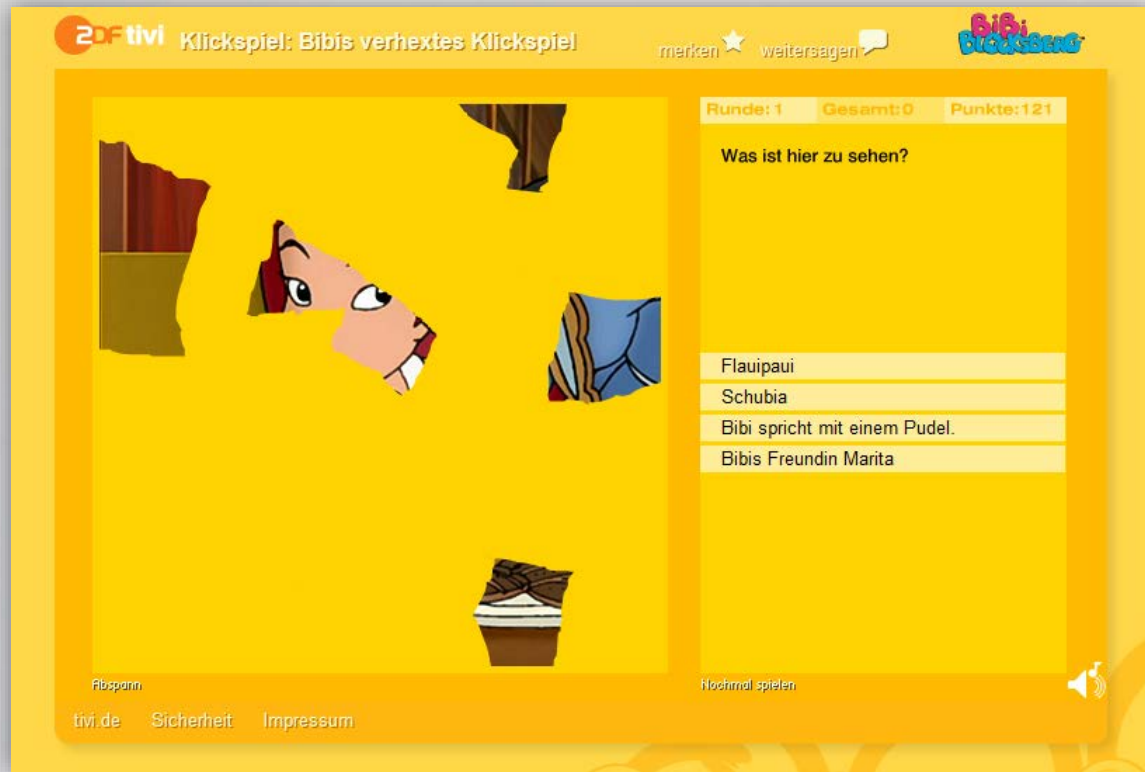 ZDF tivi Klickspiel: Bibis verhextes Klickspiel merken weitersagen BiBi BLOCKSBERG
Runde: 1 Gesamt: 0 Punkte: 121
Was ist hier zu sehen?
Flauipaui
Schubia
Bibi spricht mit einem Pudel.
Bibis Freundin Marita
Abspann Nochmal spielen
tivi.de Sicherheit Impressum